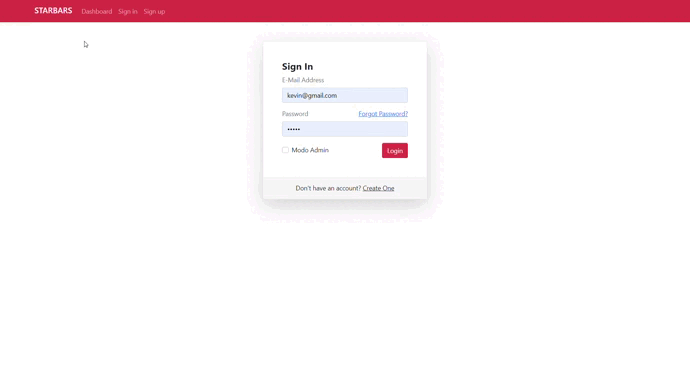 STARBARS Dashboard Sign in Sign up
Sign In
E-Mail Address
kevin@gmail.com
Password Forgot Password?
•••••
Modo Admin Login
Don't have an account? Create One